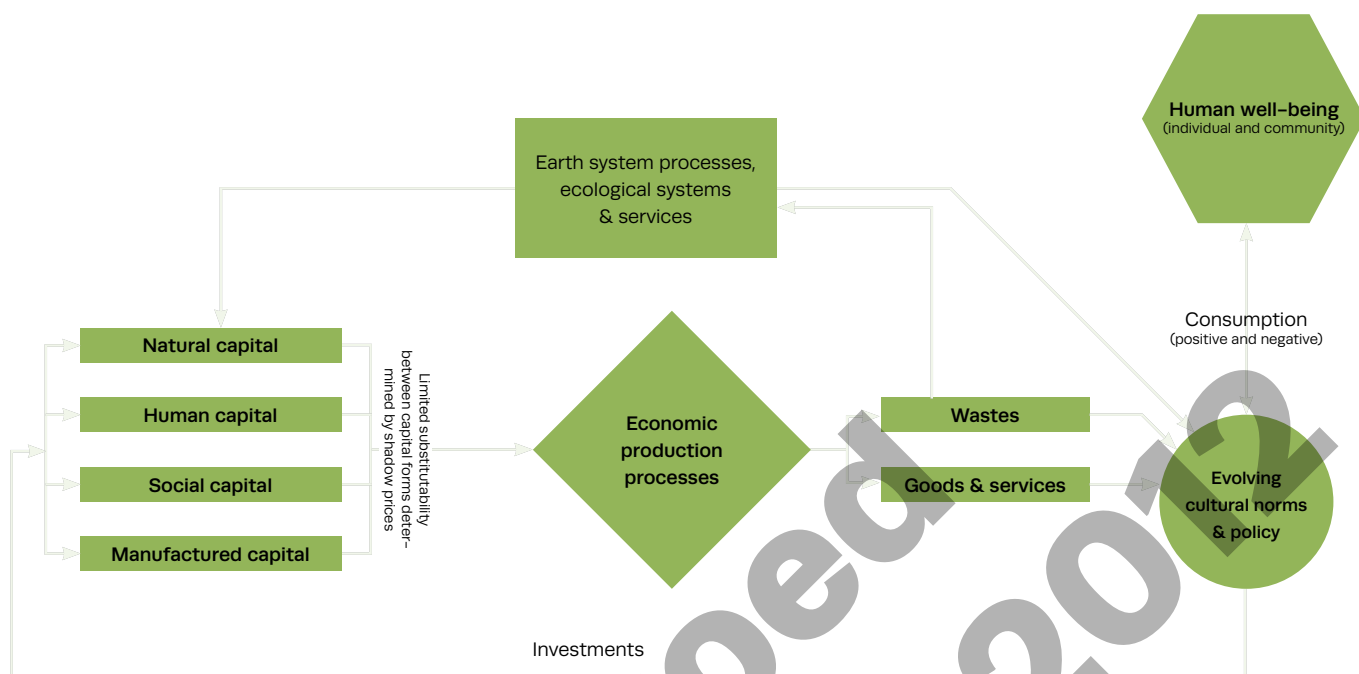 Human well-being
(individual and community)
Earth system processes,
ecological systems
& services
Consumption
(positive and negative)
Natural capital
Human capital
Social capital
Manufactured capital
Limited substitutability
between capital forms deter-
mined by shadow prices
Economic
production
processes
Wastes
Goods & services
Evolving
cultural norms
& policy
Investments
2012